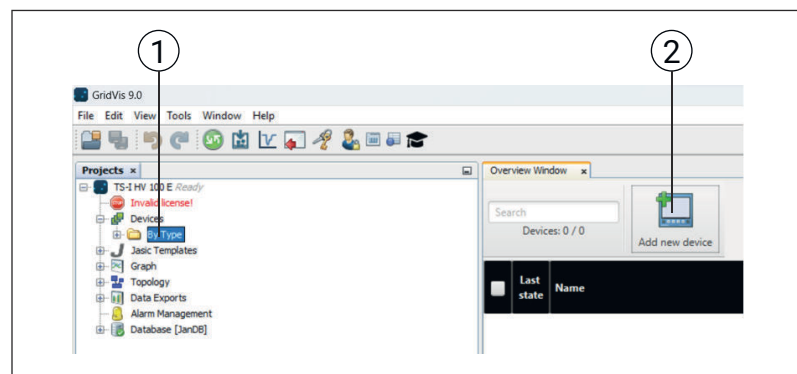 1
2
GridVis 9.0
File Edit View Tools Window Help
Projects ×
Overview Window ×
TS-I HV 100 E Ready
Invalid license!
Devices
By Type
Jasic Templates
Graph
Topology
Data Exports
Alarm Management
Database [JanDB]
Search
Devices: 0 / 0
Add new device
Last
state
Name